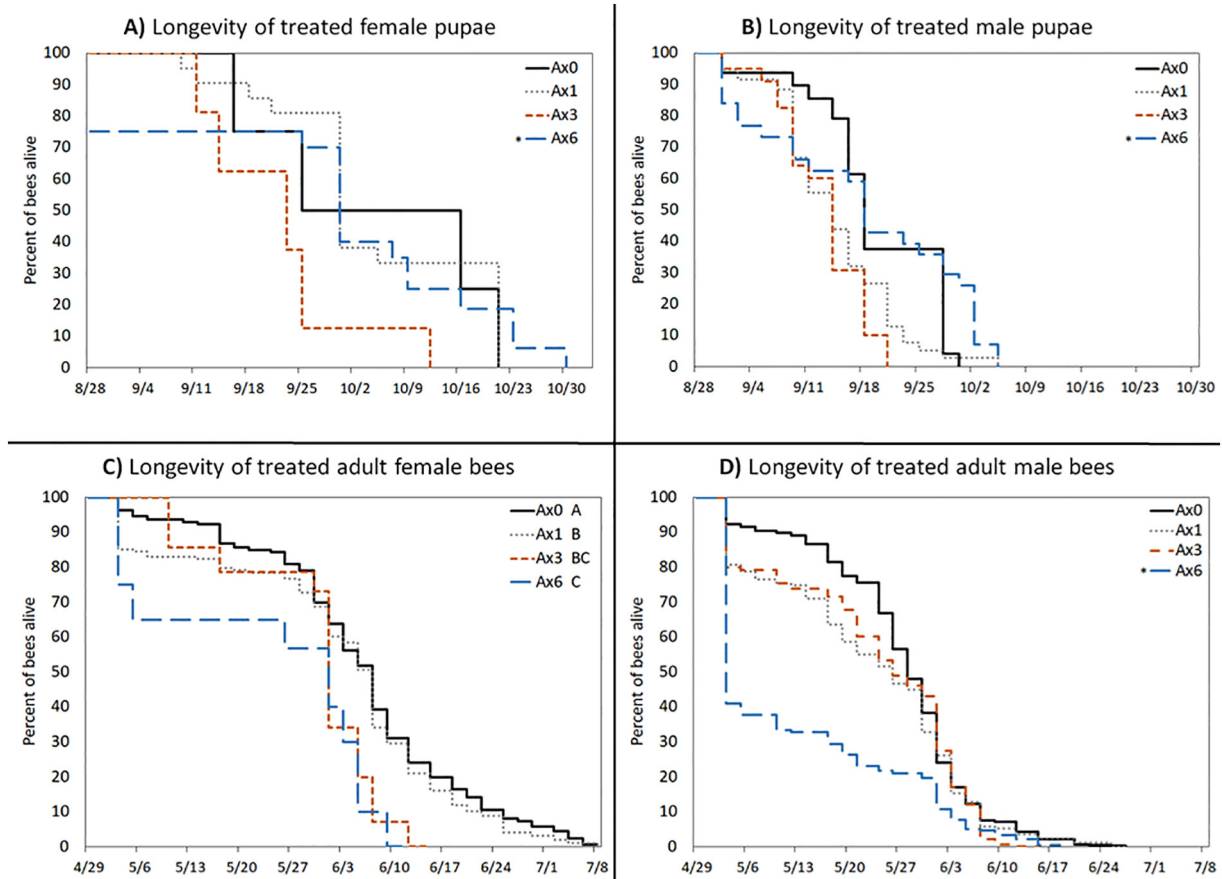 A) Longevity of treated female pupae
Percent of bees alive
100
90
80
70
60
50
40
30
20
10
0
8/28 9/4 9/11 9/18 9/25 10/2 10/9 10/16 10/23 10/30
Ax0
Ax1
Ax3
* Ax6
B) Longevity of treated male pupae
Percent of bees alive
100
90
80
70
60
50
40
30
20
10
0
8/28 9/4 9/11 9/18 9/25 10/2 10/9 10/16 10/23 10/30
Ax0
Ax1
Ax3
* Ax6
C) Longevity of treated adult female bees
Percent of bees alive
100
90
80
70
60
50
40
30
20
10
0
4/29 5/6 5/13 5/20 5/27 6/3 6/10 6/17 6/24 7/1 7/8
Ax0 A
Ax1 B
Ax3 BC
Ax6 C
D) Longevity of treated adult male bees
Percent of bees alive
100
90
80
70
60
50
40
30
20
10
0
4/29 5/6 5/13 5/20 5/27 6/3 6/10 6/17 6/24 7/1 7/8
Ax0
Ax1
Ax3
* Ax6